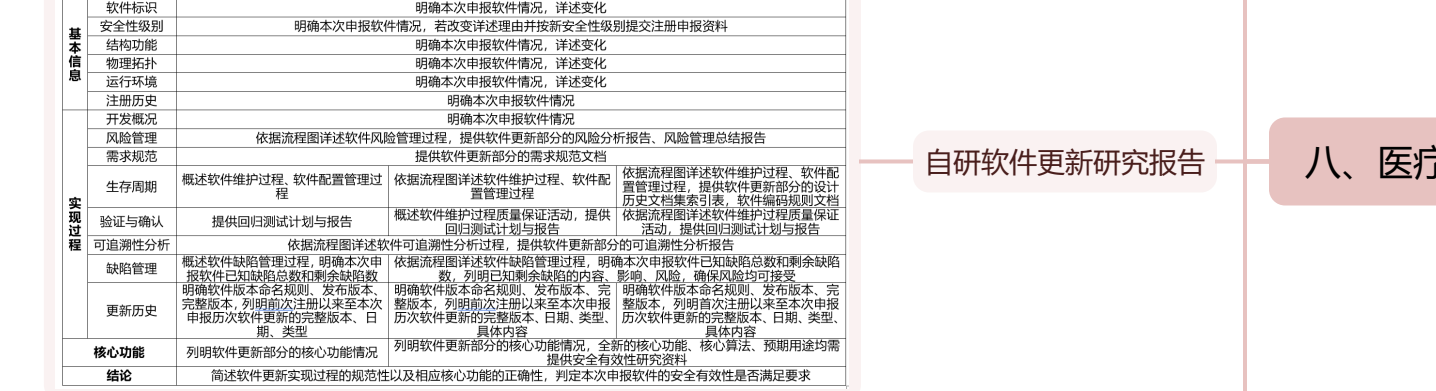 软件标识
明确本次申报软件情况，详述变化
基本信息
安全性级别
明确本次申报软件情况，若改变详述理由并按新安全性级别提交注册申报资料
结构功能
明确本次申报软件情况，详述变化
物理拓扑
明确本次申报软件情况，详述变化
运行环境
明确本次申报软件情况，详述变化
注册历史
明确本次申报软件情况
实现过程
开发概况
明确本次申报软件情况
风险管理
依据流程图详述软件风险管理过程，提供软件更新部分的风险分析报告、风险管理总结报告
需求规范
提供软件更新部分的需求规范文档
生存周期
概述软件维护过程、软件配置管理过
程
依据流程图详述软件维护过程、软件配
置管理过程
依据流程图详述软件维护过程、软件配
置管理过程，提供软件更新部分的设计
历史文档集索引表，软件编码规则文档
验证与确认
提供回归测试计划与报告
概述软件维护过程质量保证活动，提供
回归测试计划与报告
依据流程图详述软件维护过程质量保证
活动，提供回归测试计划与报告
可追溯性分析
依据流程图详述软件可追溯性分析过程，提供软件更新部分的可追溯性分析报告
缺陷管理
概述软件缺陷管理过程，明确本次申
报软件已知缺陷总数和剩余缺陷数
依据流程图详述软件缺陷管理过程，明确本次申报软件已知缺陷总数和剩余缺陷
数，列明已知剩余缺陷的内容、影响、风险，确保风险均可接受
更新历史
明确软件版本命名规则、发布版本、
完整版本，列明前次注册以来至本次
申报历次软件更新的完整版本、日
期、类型
明确软件版本命名规则、发布版本、完
整版本，列明前次注册以来至本次申报
历次软件更新的完整版本、日期、类型、
具体内容
明确软件版本命名规则、发布版本、完
整版本，列明首次注册以来至本次申报
历次软件更新的完整版本、日期、类型、
具体内容
核心功能
列明软件更新部分的核心功能情况
列明软件更新部分的核心功能情况，全新的核心功能、核心算法、预期用途均需
提供安全有效性研究资料
结论
简述软件更新实现过程的规范性以及相应核心功能的正确性，判定本次申报软件的安全有效性是否满足要求
自研软件更新研究报告
八、医疗